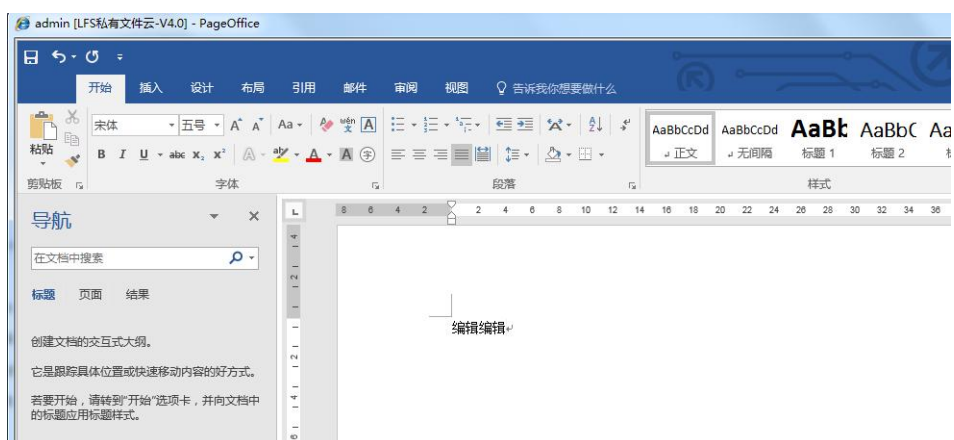 admin [LFS私有文件云-V4.0] - PageOffice
开始 插入 设计 布局 引用 邮件 审阅 视图 告诉我你想要做什么
宋体 五号 A A Aa wén 文 A
AaBbCcDd AaBbCcDd AaBb AaBbC Aa
粘贴 B I U abc X₂ X² A aby A A 字
正文 无间隔 标题 1 标题 2
剪贴板 字体 段落 样式
导航
L 8 6 4 2 2 4 6 8 10 12 14 16 18 20 22 24 26 28 30 32 34 36
在文档中搜索
标题 页面 结果
编辑编辑
创建文档的交互式大纲。
它是跟踪具体位置或快速移动内容的好方式。
若要开始，请转到"开始"选项卡，并向文档中
的标题应用标题样式。